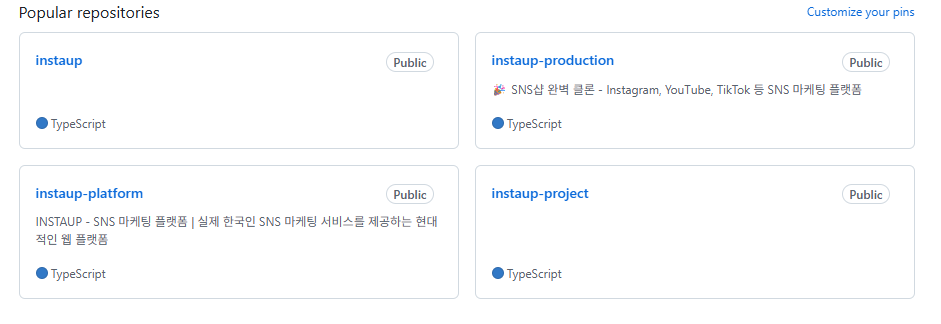 Popular repositories
Customize your pins
instaup
Public
TypeScript
instaup-production
Public
🎉 SNS샵 완벽 클론 - Instagram, YouTube, TikTok 등 SNS 마케팅 플랫폼
TypeScript
instaup-platform
Public
INSTAUP - SNS 마케팅 플랫폼 | 실제 한국인 SNS 마케팅 서비스를 제공하는 현대
적인 웹 플랫폼
TypeScript
instaup-project
Public
TypeScript